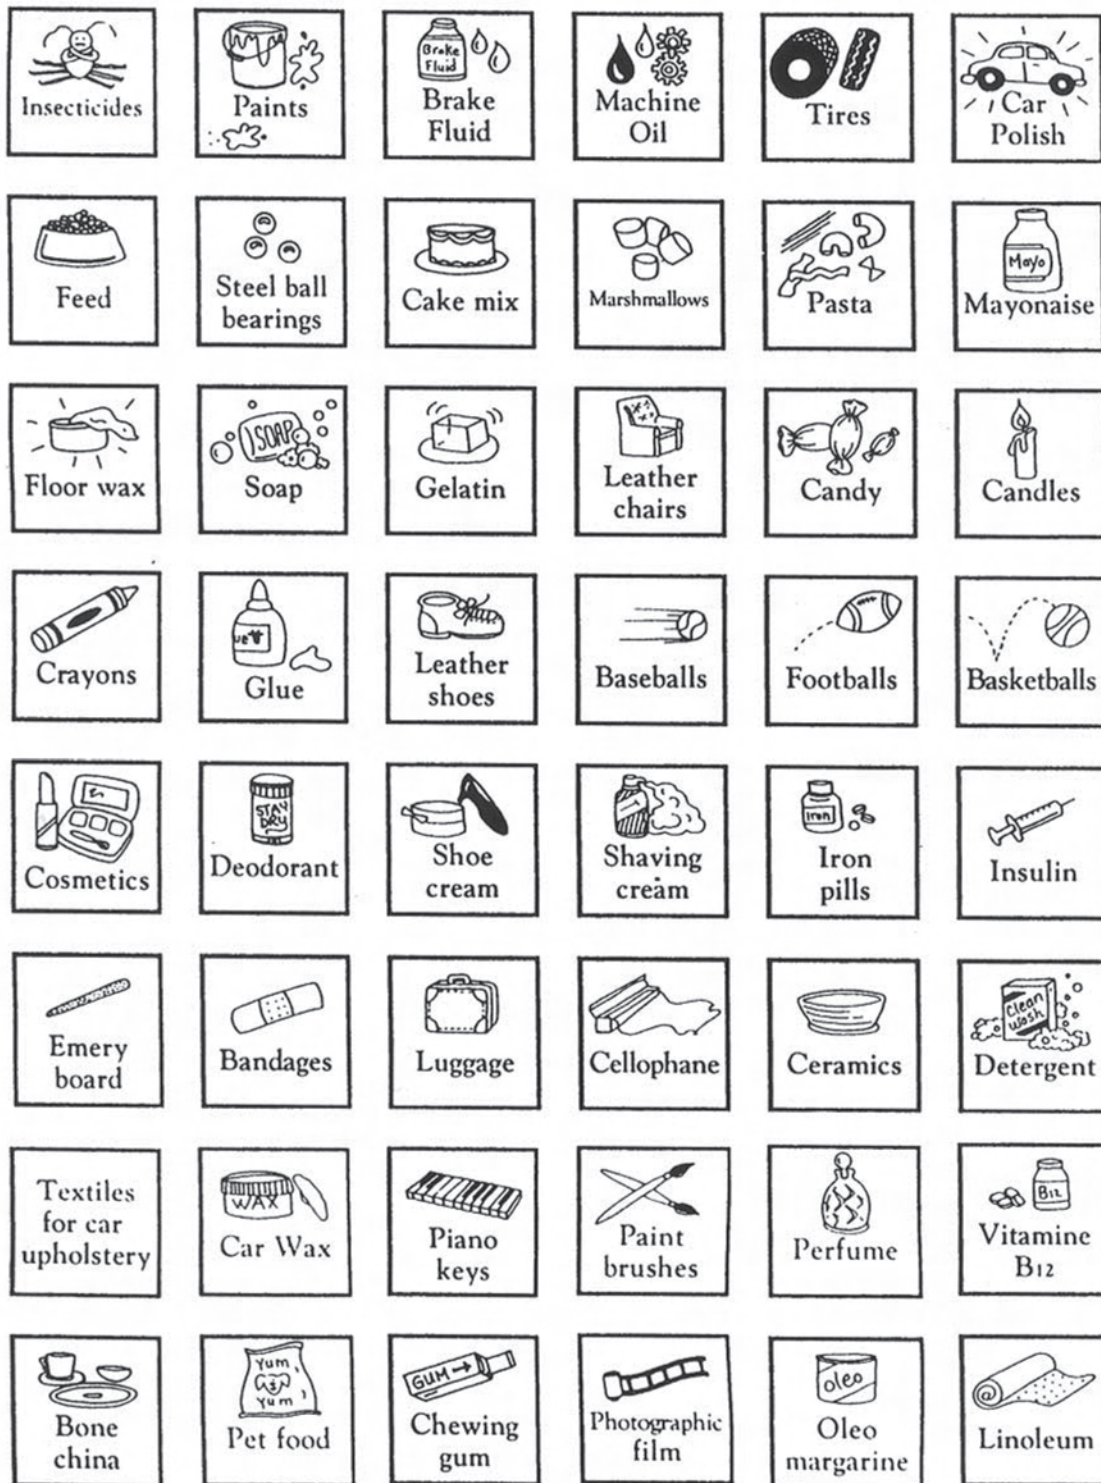 Insecticides
Paints
Brake
Fluid
Brake
Fluid
Machine
Oil
Tires
Car
Polish
Feed
Steel ball
bearings
Cake mix
Marshmallows
Pasta
Mayo
Mayonaise
Floor wax
SOAP
Soap
Gelatin
Leather
chairs
Candy
Candles
Crayons
ue
Glue
Leather
shoes
Baseballs
Footballs
Basketballs
Cosmetics
STAY
DRY
Deodorant
Shoe
cream
Shaving
cream
Iron
Iron
pills
Insulin
Emery
board
Bandages
Luggage
Cellophane
Ceramics
Clean
Wash
Detergent
Textiles
for car
upholstery
WAX
Car Wax
Piano
keys
Paint
brushes
Perfume
B12
Vitamine
B12
Bone
china
Yum
Yum
Pet food
GUM
Chewing
gum
Photographic
film
oleo
Oleo
margarine
Linoleum